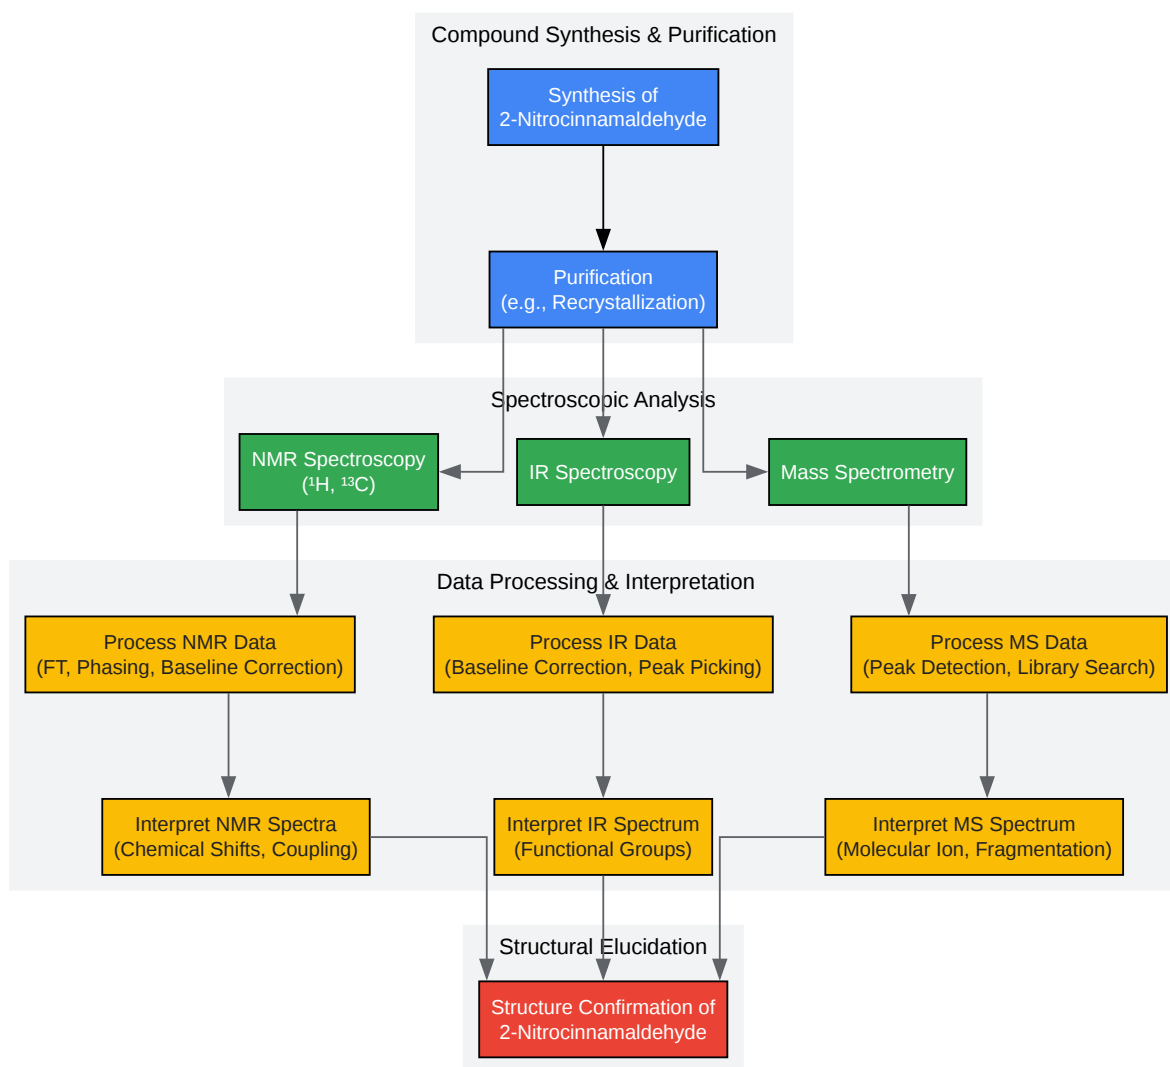 Compound Synthesis & Purification
Synthesis of
2-Nitrocinnamaldehyde
Purification
(e.g., Recrystallization)
Spectroscopic Analysis
NMR Spectroscopy
(¹H, ¹³C)
IR Spectroscopy
Mass Spectrometry
Data Processing & Interpretation
Process NMR Data
(FT, Phasing, Baseline Correction)
Process IR Data
(Baseline Correction, Peak Picking)
Process MS Data
(Peak Detection, Library Search)
Interpret NMR Spectra
(Chemical Shifts, Coupling)
Interpret IR Spectrum
(Functional Groups)
Interpret MS Spectrum
(Molecular Ion, Fragmentation)
Structural Elucidation
Structure Confirmation of
2-Nitrocinnamaldehyde